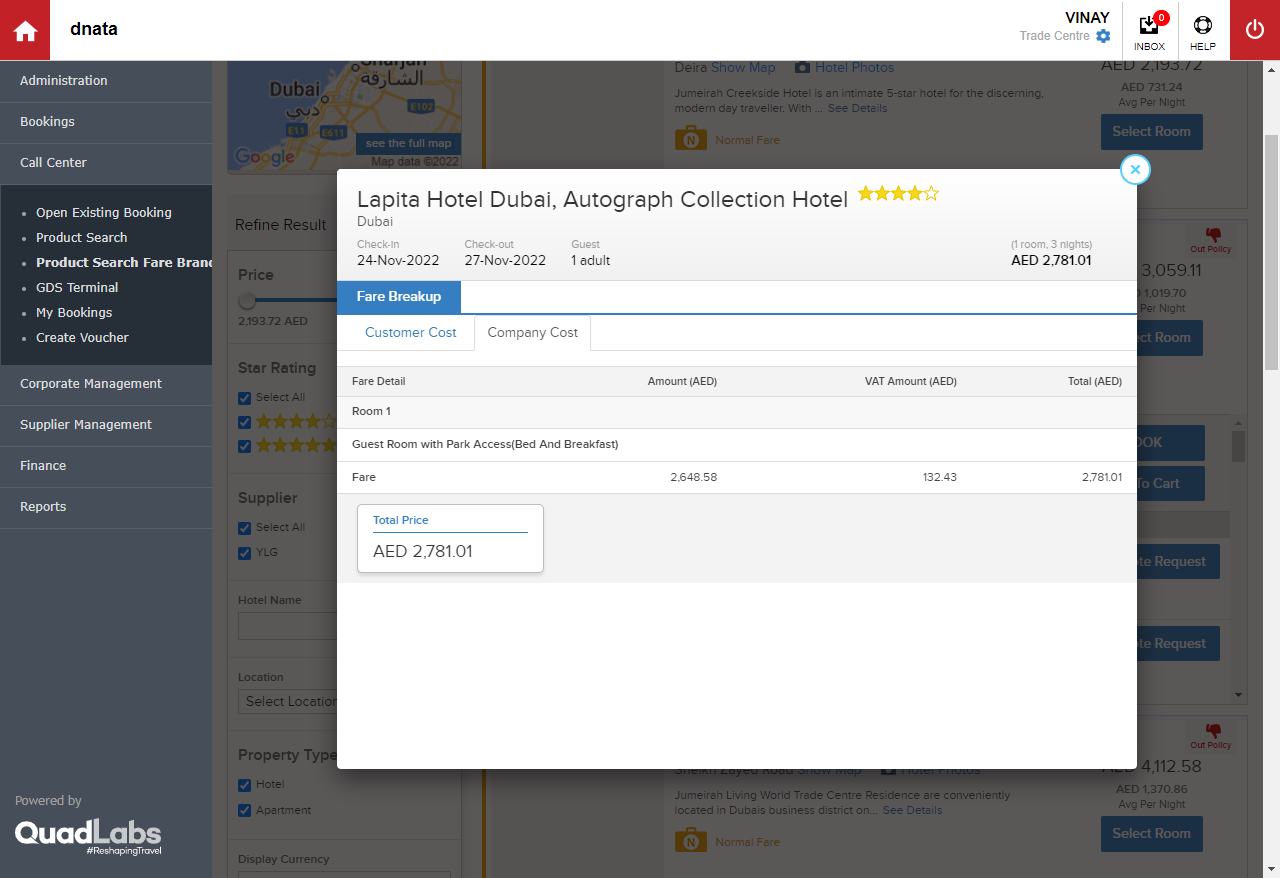 dnata
VINAY
Trade Centre
0
INBOX
HELP
Administration
Bookings
Call Center
Open Existing Booking
Product Search
Product Search Fare Brand
GDS Terminal
My Bookings
Create Voucher
Corporate Management
Supplier Management
Finance
Reports
Powered by
QuadLabs
#ReshapingTravel
Sharjah
الشارقة
Dubai
دبي
E102
E11
E611
see the full map
Google
Map data ©2022
Refine Result
Price
2,193.72 AED
Star Rating
Select All
Supplier
Select All
YLG
Hotel Name
Location
Select Location
Property Type
Hotel
Apartment
Display Currency
Deira Show Map Hotel Photos
Jumeirah Creekside Hotel is an intimate 5-star hotel for the discerning,
modern day traveller. With ... See Details
N Normal Fare
AED 2,193.72
AED 731.24
Avg Per Night
Select Room
Lapita Hotel Dubai, Autograph Collection Hotel
Dubai
Check-in Check-out Guest
24-Nov-2022 27-Nov-2022 1 adult
(1 room, 3 nights)
AED 2,781.01
Fare Breakup
Customer Cost Company Cost
Fare Detail Amount (AED) VAT Amount (AED) Total (AED)
Room 1
Guest Room with Park Access(Bed And Breakfast)
Fare 2,648.58 132.43 2,781.01
Total Price
AED 2,781.01
Out Policy
3,059.11
1,019.70
Per Night
ct Room
OOK
To Cart
te Request
te Request
Out Policy
Sheikh Zayed Road Show Map Hotel Photos
Jumeirah Living World Trade Centre Residence are conveniently
located in Dubais business district on... See Details
N Normal Fare
AED 4,112.58
AED 1,370.86
Avg Per Night
Select Room